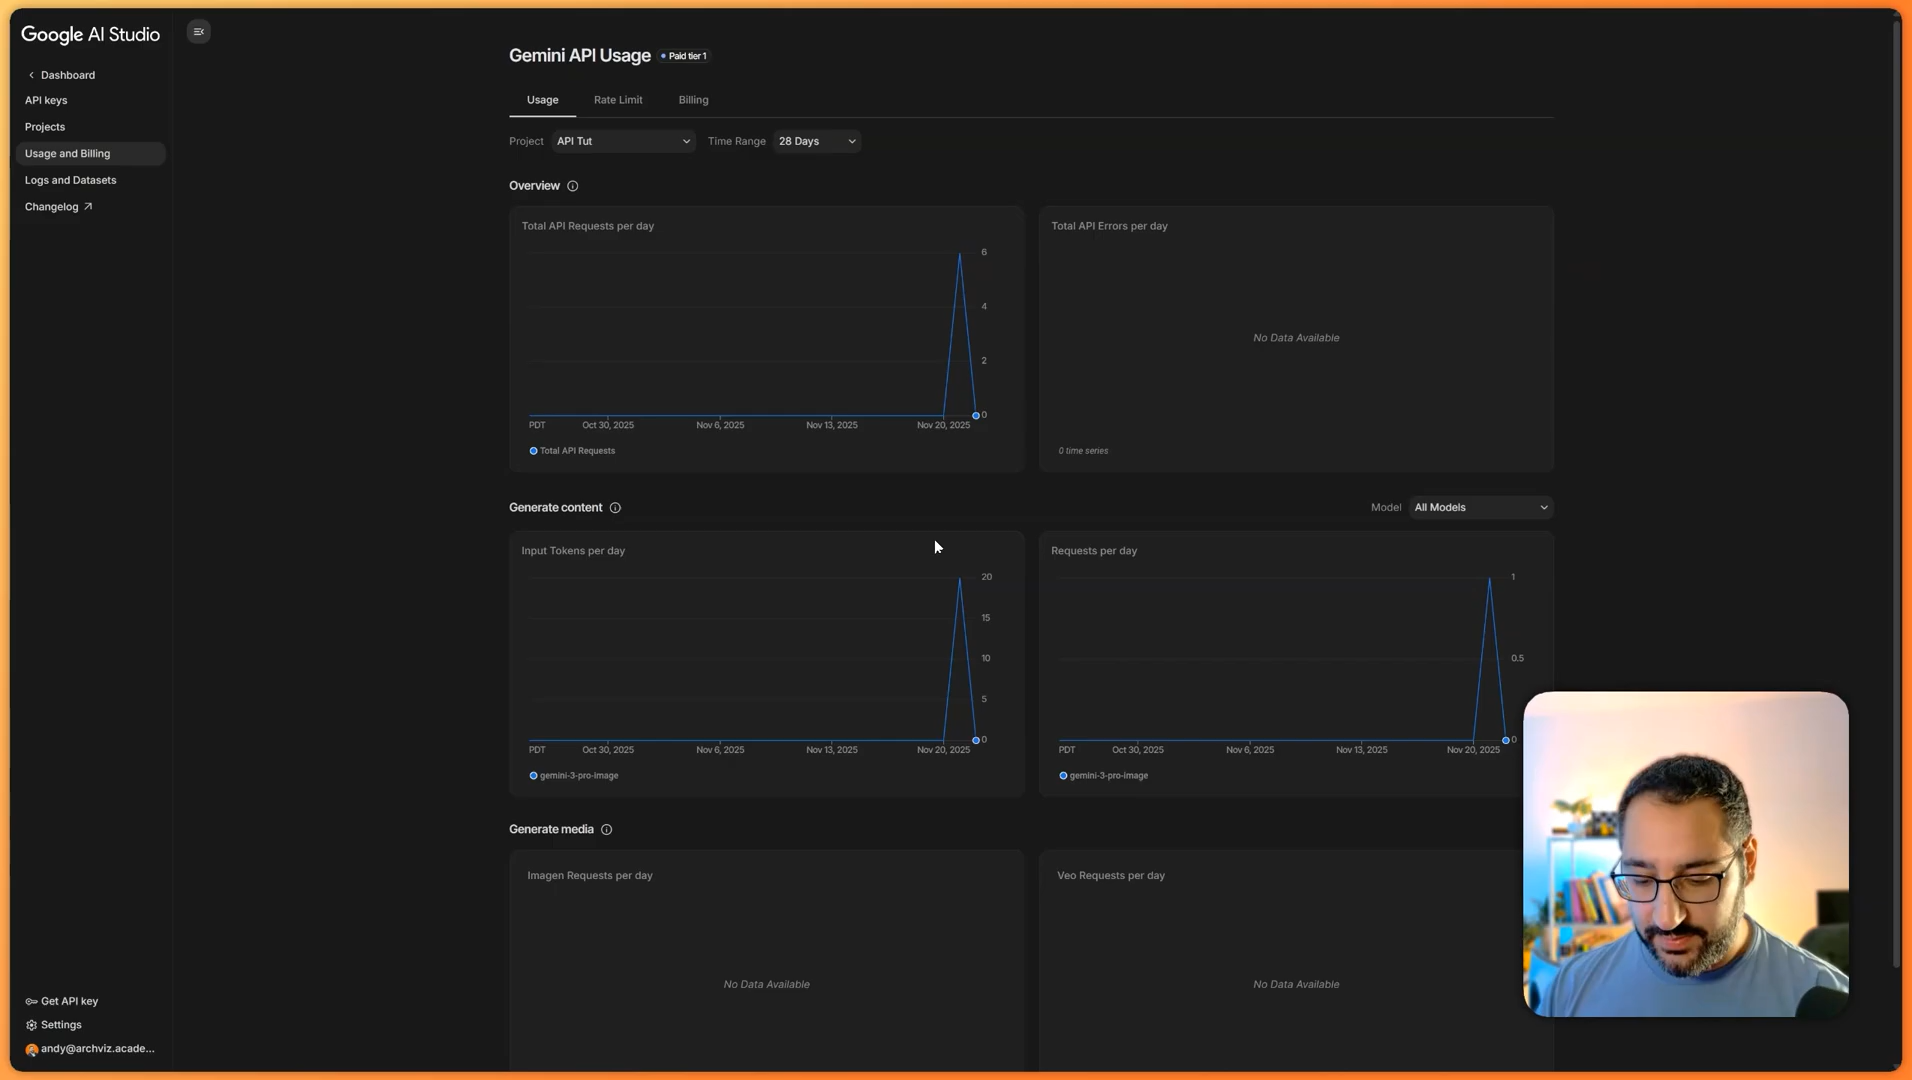 Google AI Studio
Dashboard
API keys
Projects
Usage and Billing
Logs and Datasets
Changelog
Gemini API Usage
Paid tier 1
Usage
Rate Limit
Billing
Project
API Tut
Time Range
28 Days
Overview
Total API Requests per day
6
4
2
0
PDT
Oct 30, 2025
Nov 6, 2025
Nov 13, 2025
Nov 20, 2025
Total API Requests
Total API Errors per day
No Data Available
0 time series
Generate content
Model
All Models
Input Tokens per day
20
15
10
5
0
PDT
Oct 30, 2025
Nov 6, 2025
Nov 13, 2025
Nov 20, 2025
gemini-3-pro-image
Requests per day
1
0.5
0
PDT
Oct 30, 2025
Nov 6, 2025
Nov 13, 2025
Nov 20, 2025
gemini-3-pro-image
Generate media
Imagen Requests per day
No Data Available
Veo Requests per day
No Data Available
Get API key
Settings
andy@archviz.acade...